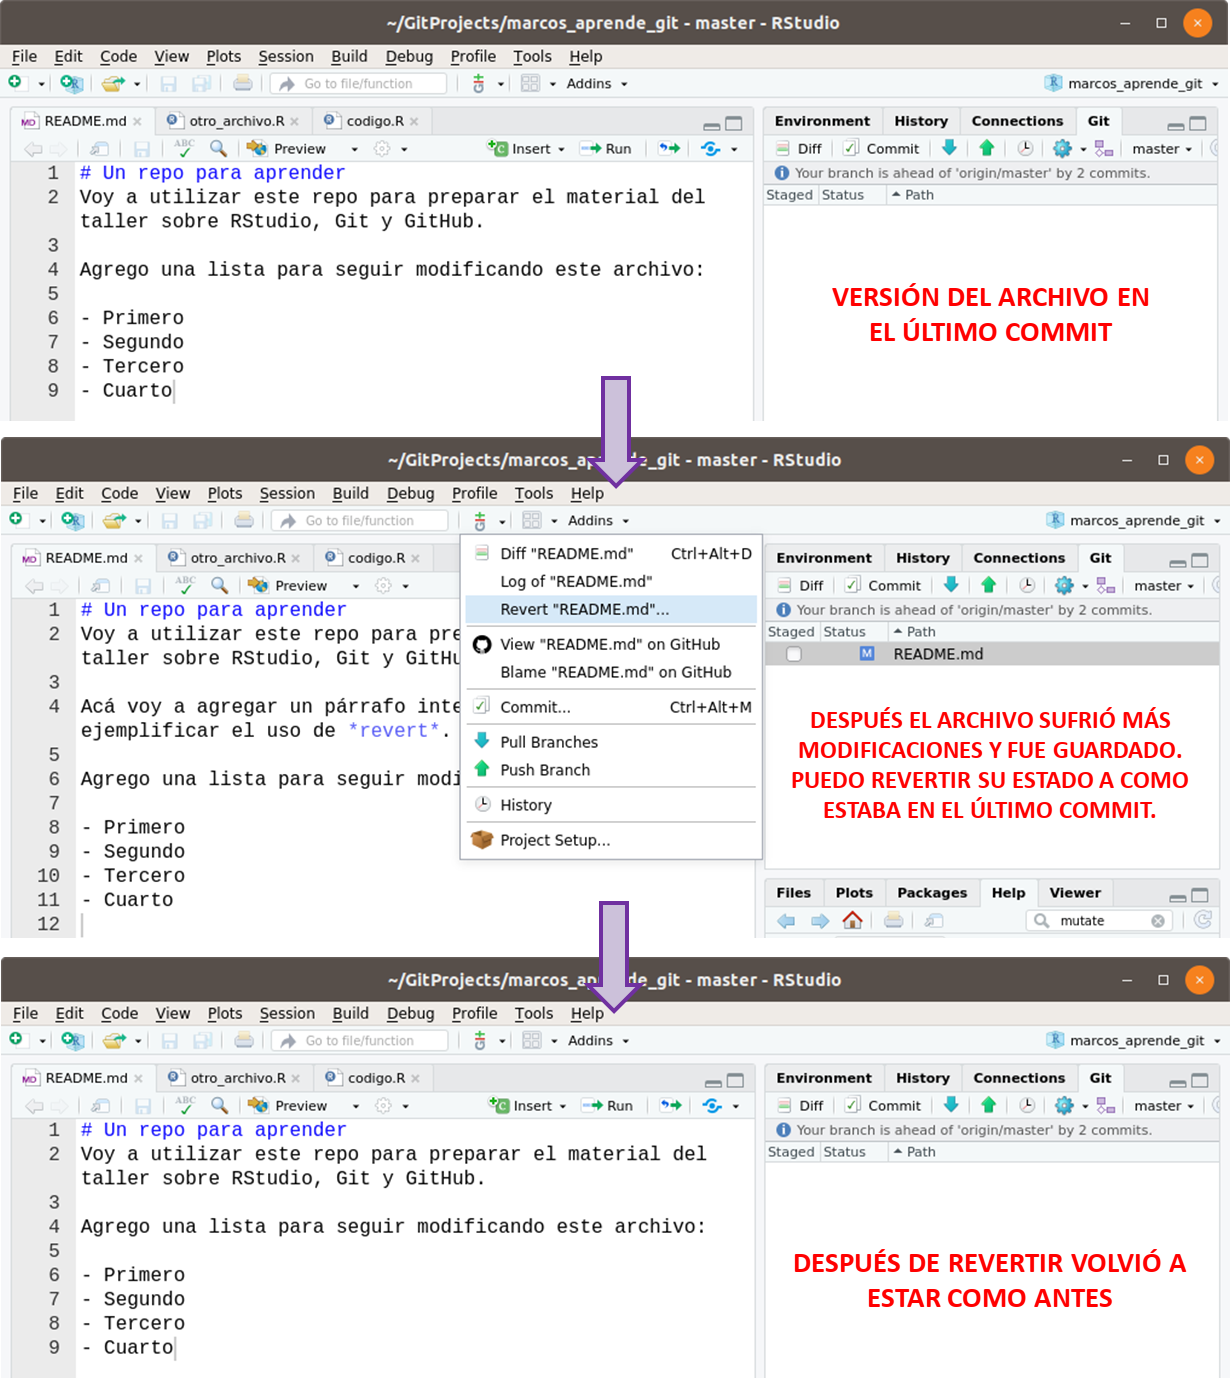 ~/GitProjects/marcos_aprende_git - master - RStudio
File Edit Code View Plots Session Build Debug Profile Tools Help
Go to file/function Addins marcos_aprende_git
README.md otro_archivo.R codigo.R
Environment History Connections Git
Preview Insert Run
Diff Commit master
Your branch is ahead of 'origin/master' by 2 commits.
Staged Status Path
1 # Un repo para aprender
2 Voy a utilizar este repo para preparar el material del
taller sobre RStudio, Git y GitHub.
3
4 Agrego una lista para seguir modificando este archivo:
5
6 - Primero
7 - Segundo
8 - Tercero
9 - Cuarto
VERSIÓN DEL ARCHIVO EN
EL ÚLTIMO COMMIT
~/GitProjects/marcos_ap e_git - master - RStudio
File Edit Code View Plots Session Build Debug Profile Tools Help
Go to file/function Addins marcos_aprende_git
README.md otro_archivo.R codigo.R
Preview
1 # Un repo para aprender
2 Voy a utilizar este repo para pre
taller sobre RStudio, Git y GitHu
3
4 Acá voy a agregar un párrafo inte
ejemplificar el uso de *revert*.
5
6 Agrego una lista para seguir modi
7
8 - Primero
9 - Segundo
10 - Tercero
11 - Cuarto
12
Diff "README.md" Ctrl+Alt+D
Log of "README.md"
Revert "README.md"...
View "README.md" on GitHub
Blame "README.md" on GitHub
Commit... Ctrl+Alt+M
Pull Branches
Push Branch
History
Project Setup...
Environment History Connections Git
Diff Commit master
Your branch is ahead of 'origin/master' by 2 commits.
Staged Status Path
M README.md
DESPUÉS EL ARCHIVO SUFRIÓ MÁS
MODIFICACIONES Y FUE GUARDADO.
PUEDO REVERTIR SU ESTADO A COMO
ESTABA EN EL ÚLTIMO COMMIT.
Files Plots Packages Help Viewer
mutate
~/GitProjects/marcos_ap e_git - master - RStudio
File Edit Code View Plots Session Build Debug Profile Tools Help
Go to file/function Addins marcos_aprende_git
README.md otro_archivo.R codigo.R
Environment History Connections Git
Preview Insert Run
Diff Commit master
Your branch is ahead of 'origin/master' by 2 commits.
Staged Status Path
1 # Un repo para aprender
2 Voy a utilizar este repo para preparar el material del
taller sobre RStudio, Git y GitHub.
3
4 Agrego una lista para seguir modificando este archivo:
5
6 - Primero
7 - Segundo
8 - Tercero
9 - Cuarto
DESPUÉS DE REVERTIR VOLVIÓ A
ESTAR COMO ANTES